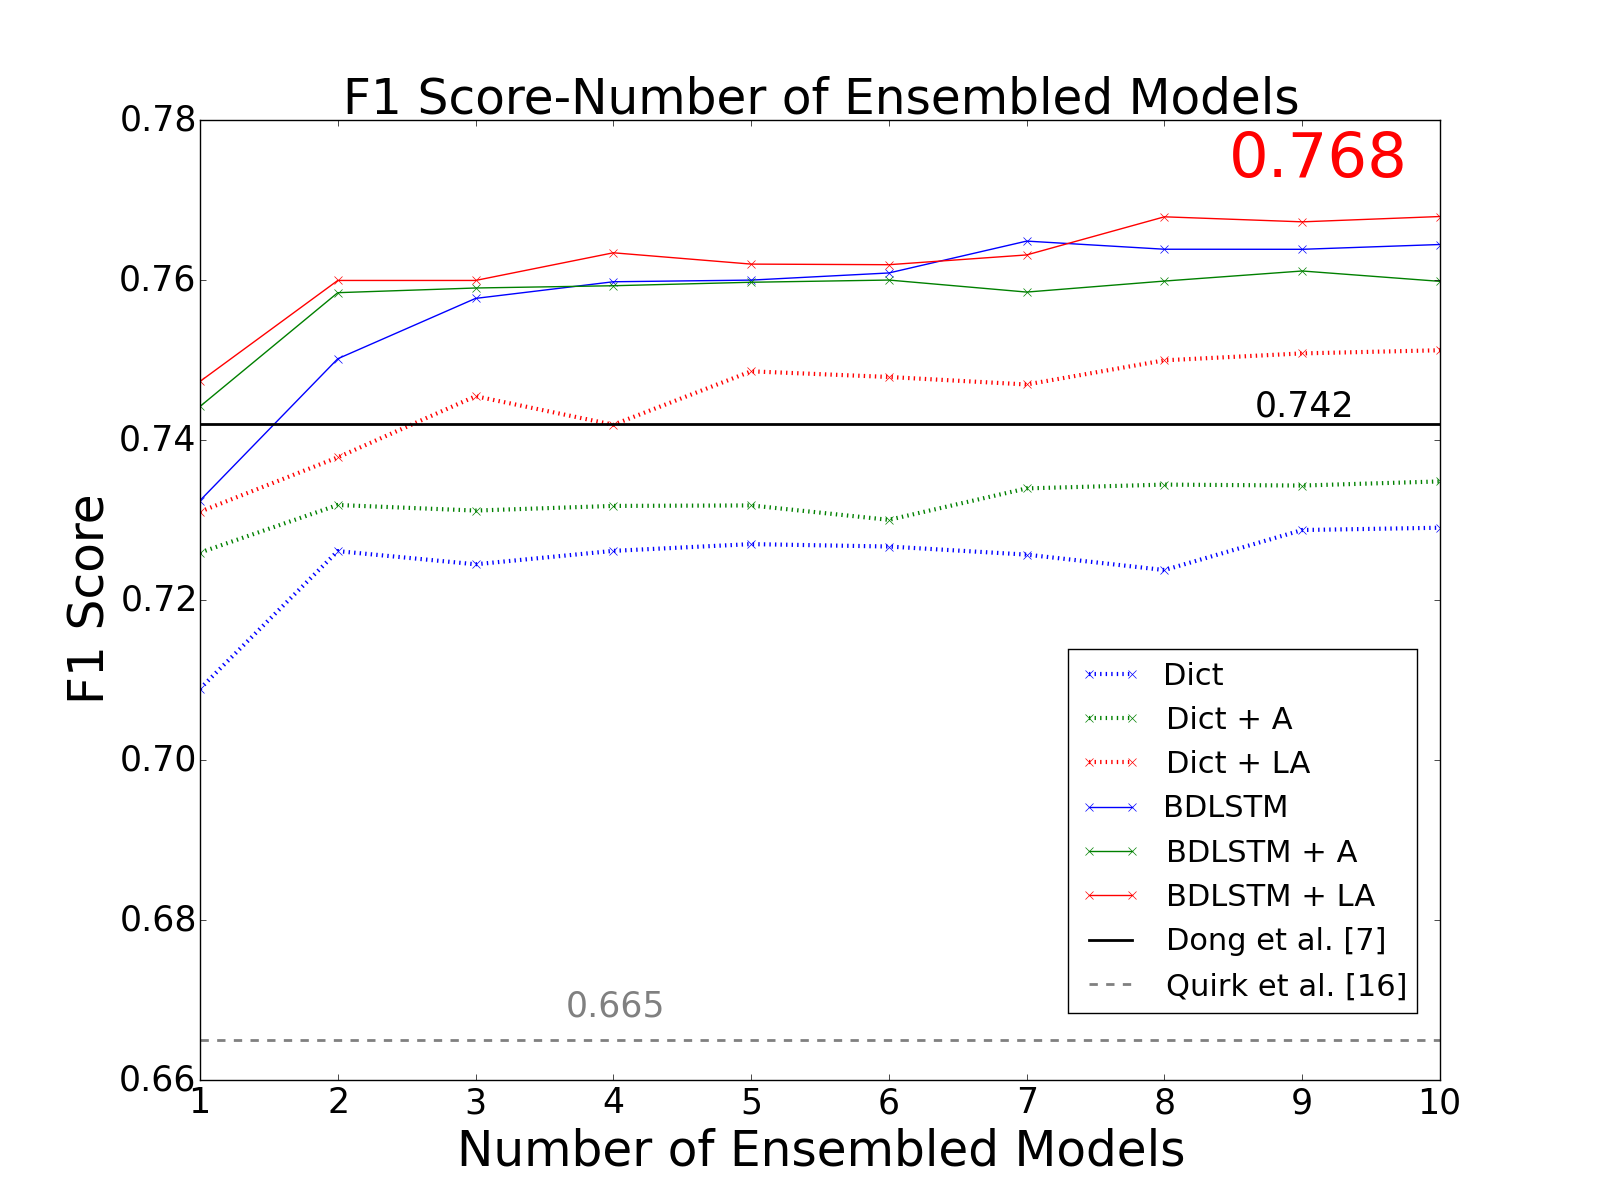 F1 Score-Number of Ensembled Models
0.78
0.76
0.74
0.72
0.70
0.68
0.66
F1 Score
0.768
0.742
0.665
Dict
Dict + A
Dict + LA
BDLSTM
BDLSTM + A
BDLSTM + LA
Dong et al. [7]
Quirk et al. [16]
1 2 3 4 5 6 7 8 9 10
Number of Ensembled Models